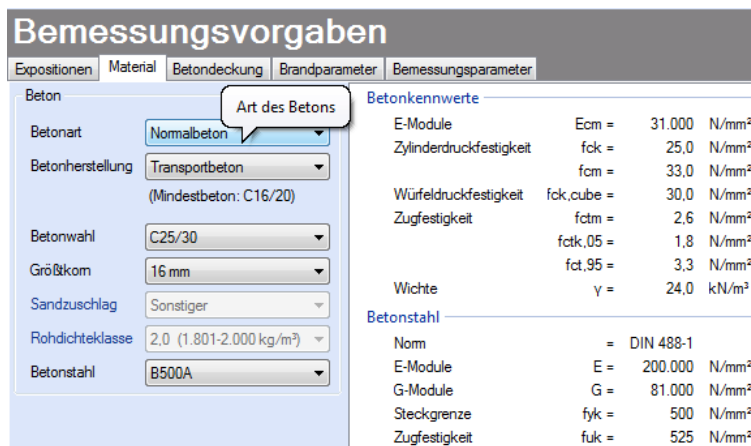 Bemessungsvorgaben
Expositionen Material Betondeckung Brandparameter Bemessungsparameter
Beton
Art des Betons
Betonart Normalbeton
Betonherstellung Transportbeton
(Mindestbeton: C16/20)
Betonwahl C25/30
Größtkorn 16 mm
Sandzuschlag Sonstiger
Rohdichteklasse 2,0 (1.801-2.000 kg/m³)
Betonstahl B500A
Betonkennwerte
E-Module Ecm = 31.000 N/mm²
Zylinderdruckfestigkeit fck = 25,0 N/mm²
fcm = 33,0 N/mm²
Würfeldruckfestigkeit fck,cube = 30,0 N/mm²
Zugfestigkeit fctm = 2,6 N/mm²
fctk,05 = 1,8 N/mm²
fct,95 = 3,3 N/mm²
Wichte γ = 24,0 kN/m³
Betonstahl
Norm = DIN 488-1
E-Module E = 200.000 N/mm²
G-Module G = 81.000 N/mm²
Steckgrenze fyk = 500 N/mm²
Zugfestigkeit fuk = 525 N/mm²